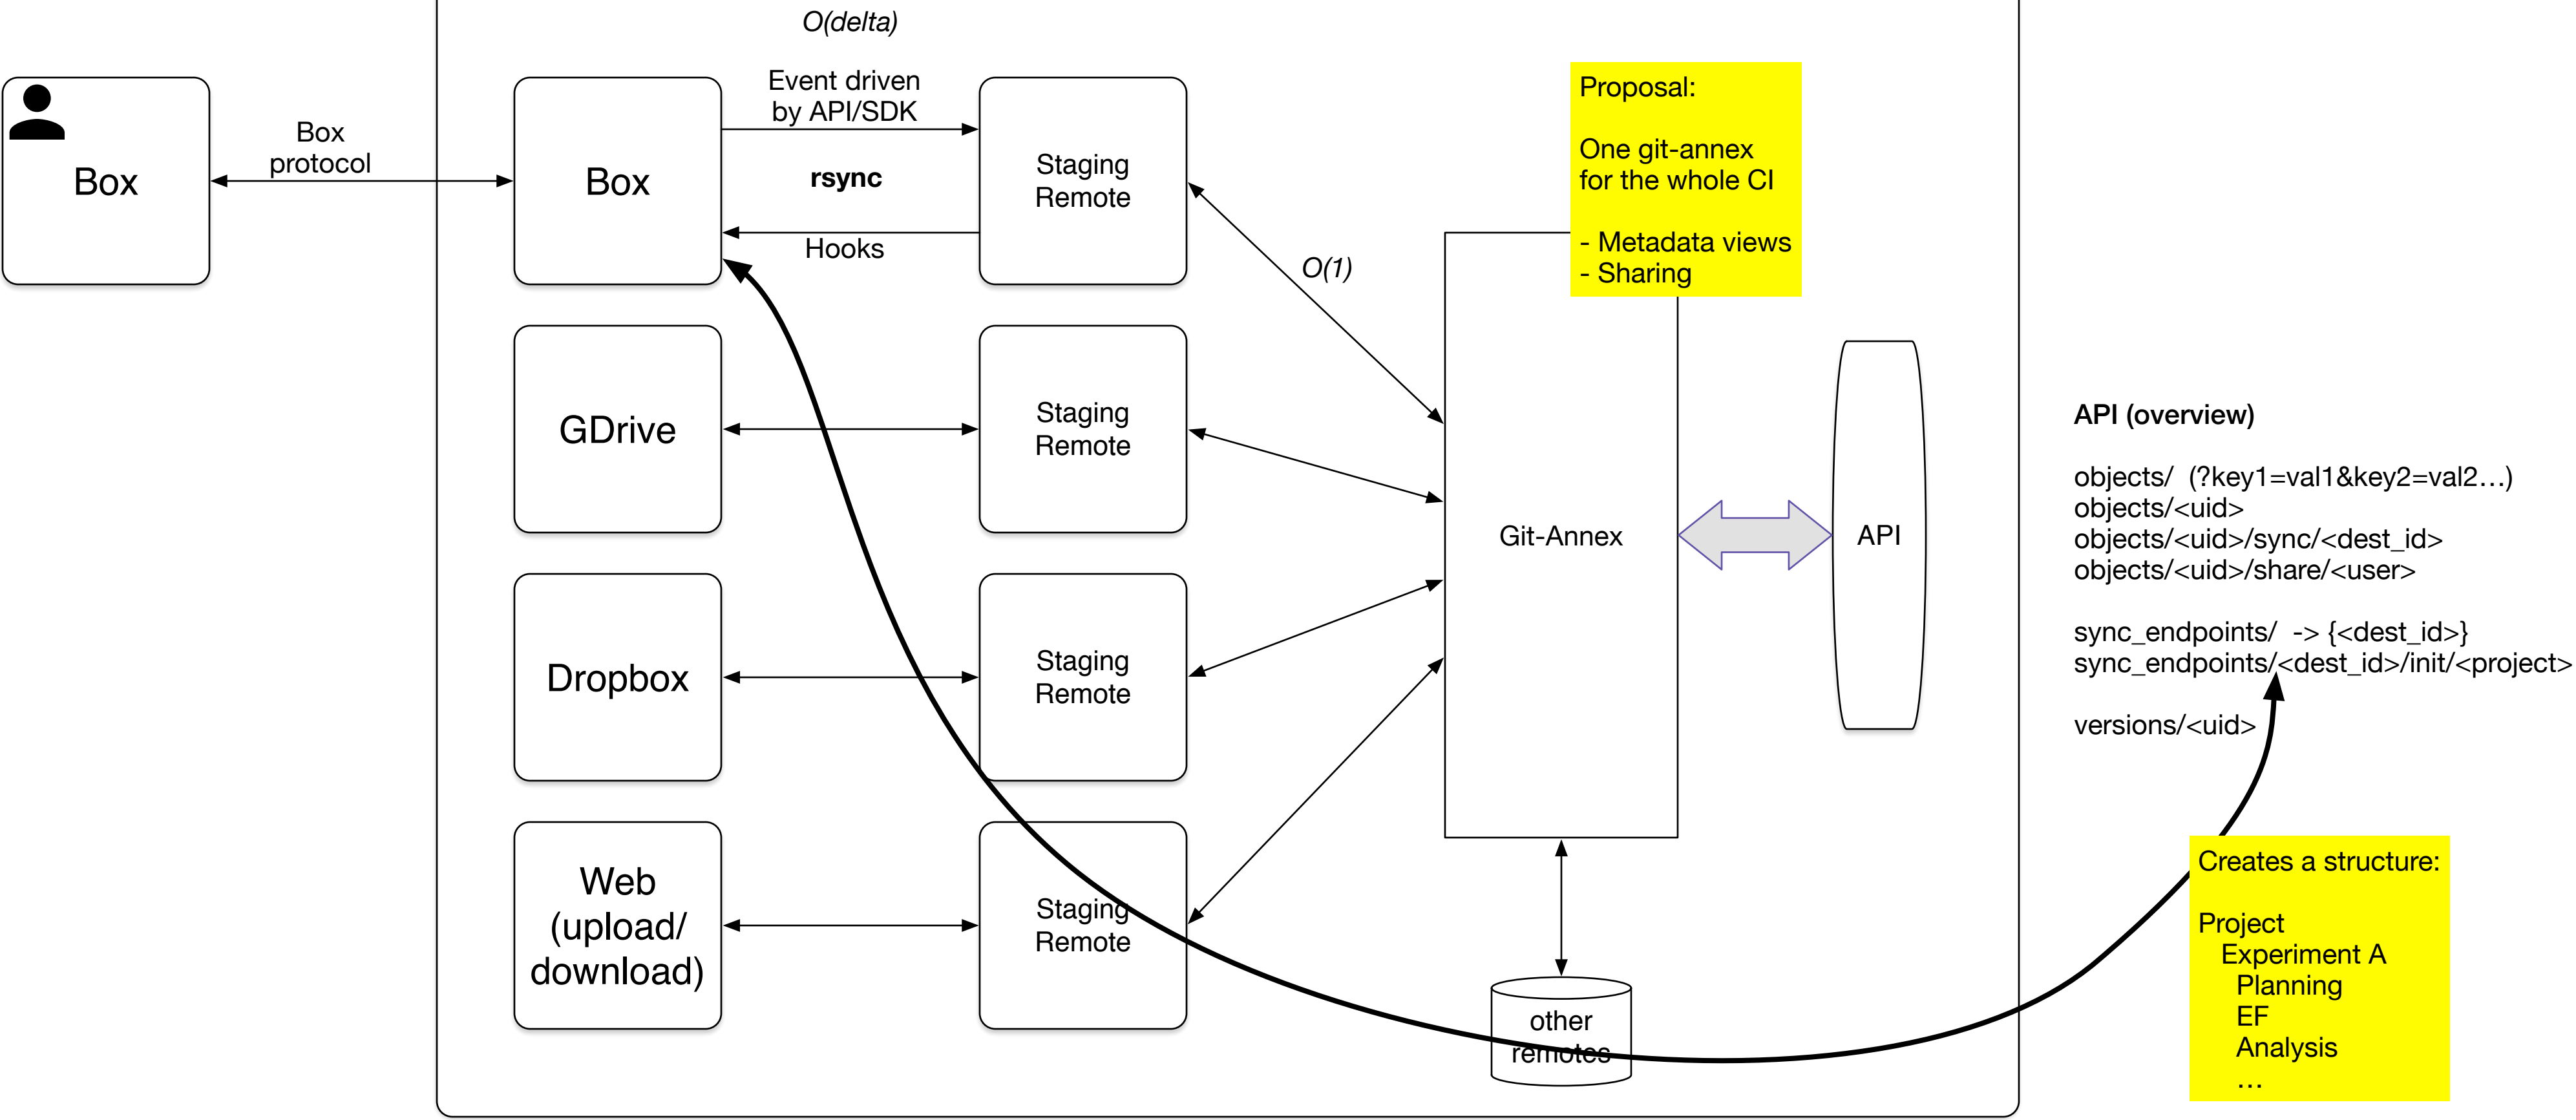 O(delta)
Box
Box
protocol
Box
Event driven
by API/SDK
rsync
Hooks
Staging
Remote
O(1)
Proposal:
One git-annex
for the whole CI
- Metadata views
- Sharing
GDrive
Staging
Remote
Dropbox
Staging
Remote
Web
(upload/
download)
Staging
Remote
Git-Annex
API
other
remotes
API (overview)
objects/  (?key1=val1&key2=val2…)
objects/<uid>
objects/<uid>/sync/<dest_id>
objects/<uid>/share/<user>
sync_endpoints/  -> {<dest_id>}
sync_endpoints/<dest_id>/init/<project>
versions/<uid>
Creates a structure:
Project
Experiment A
Planning
EF
Analysis
…